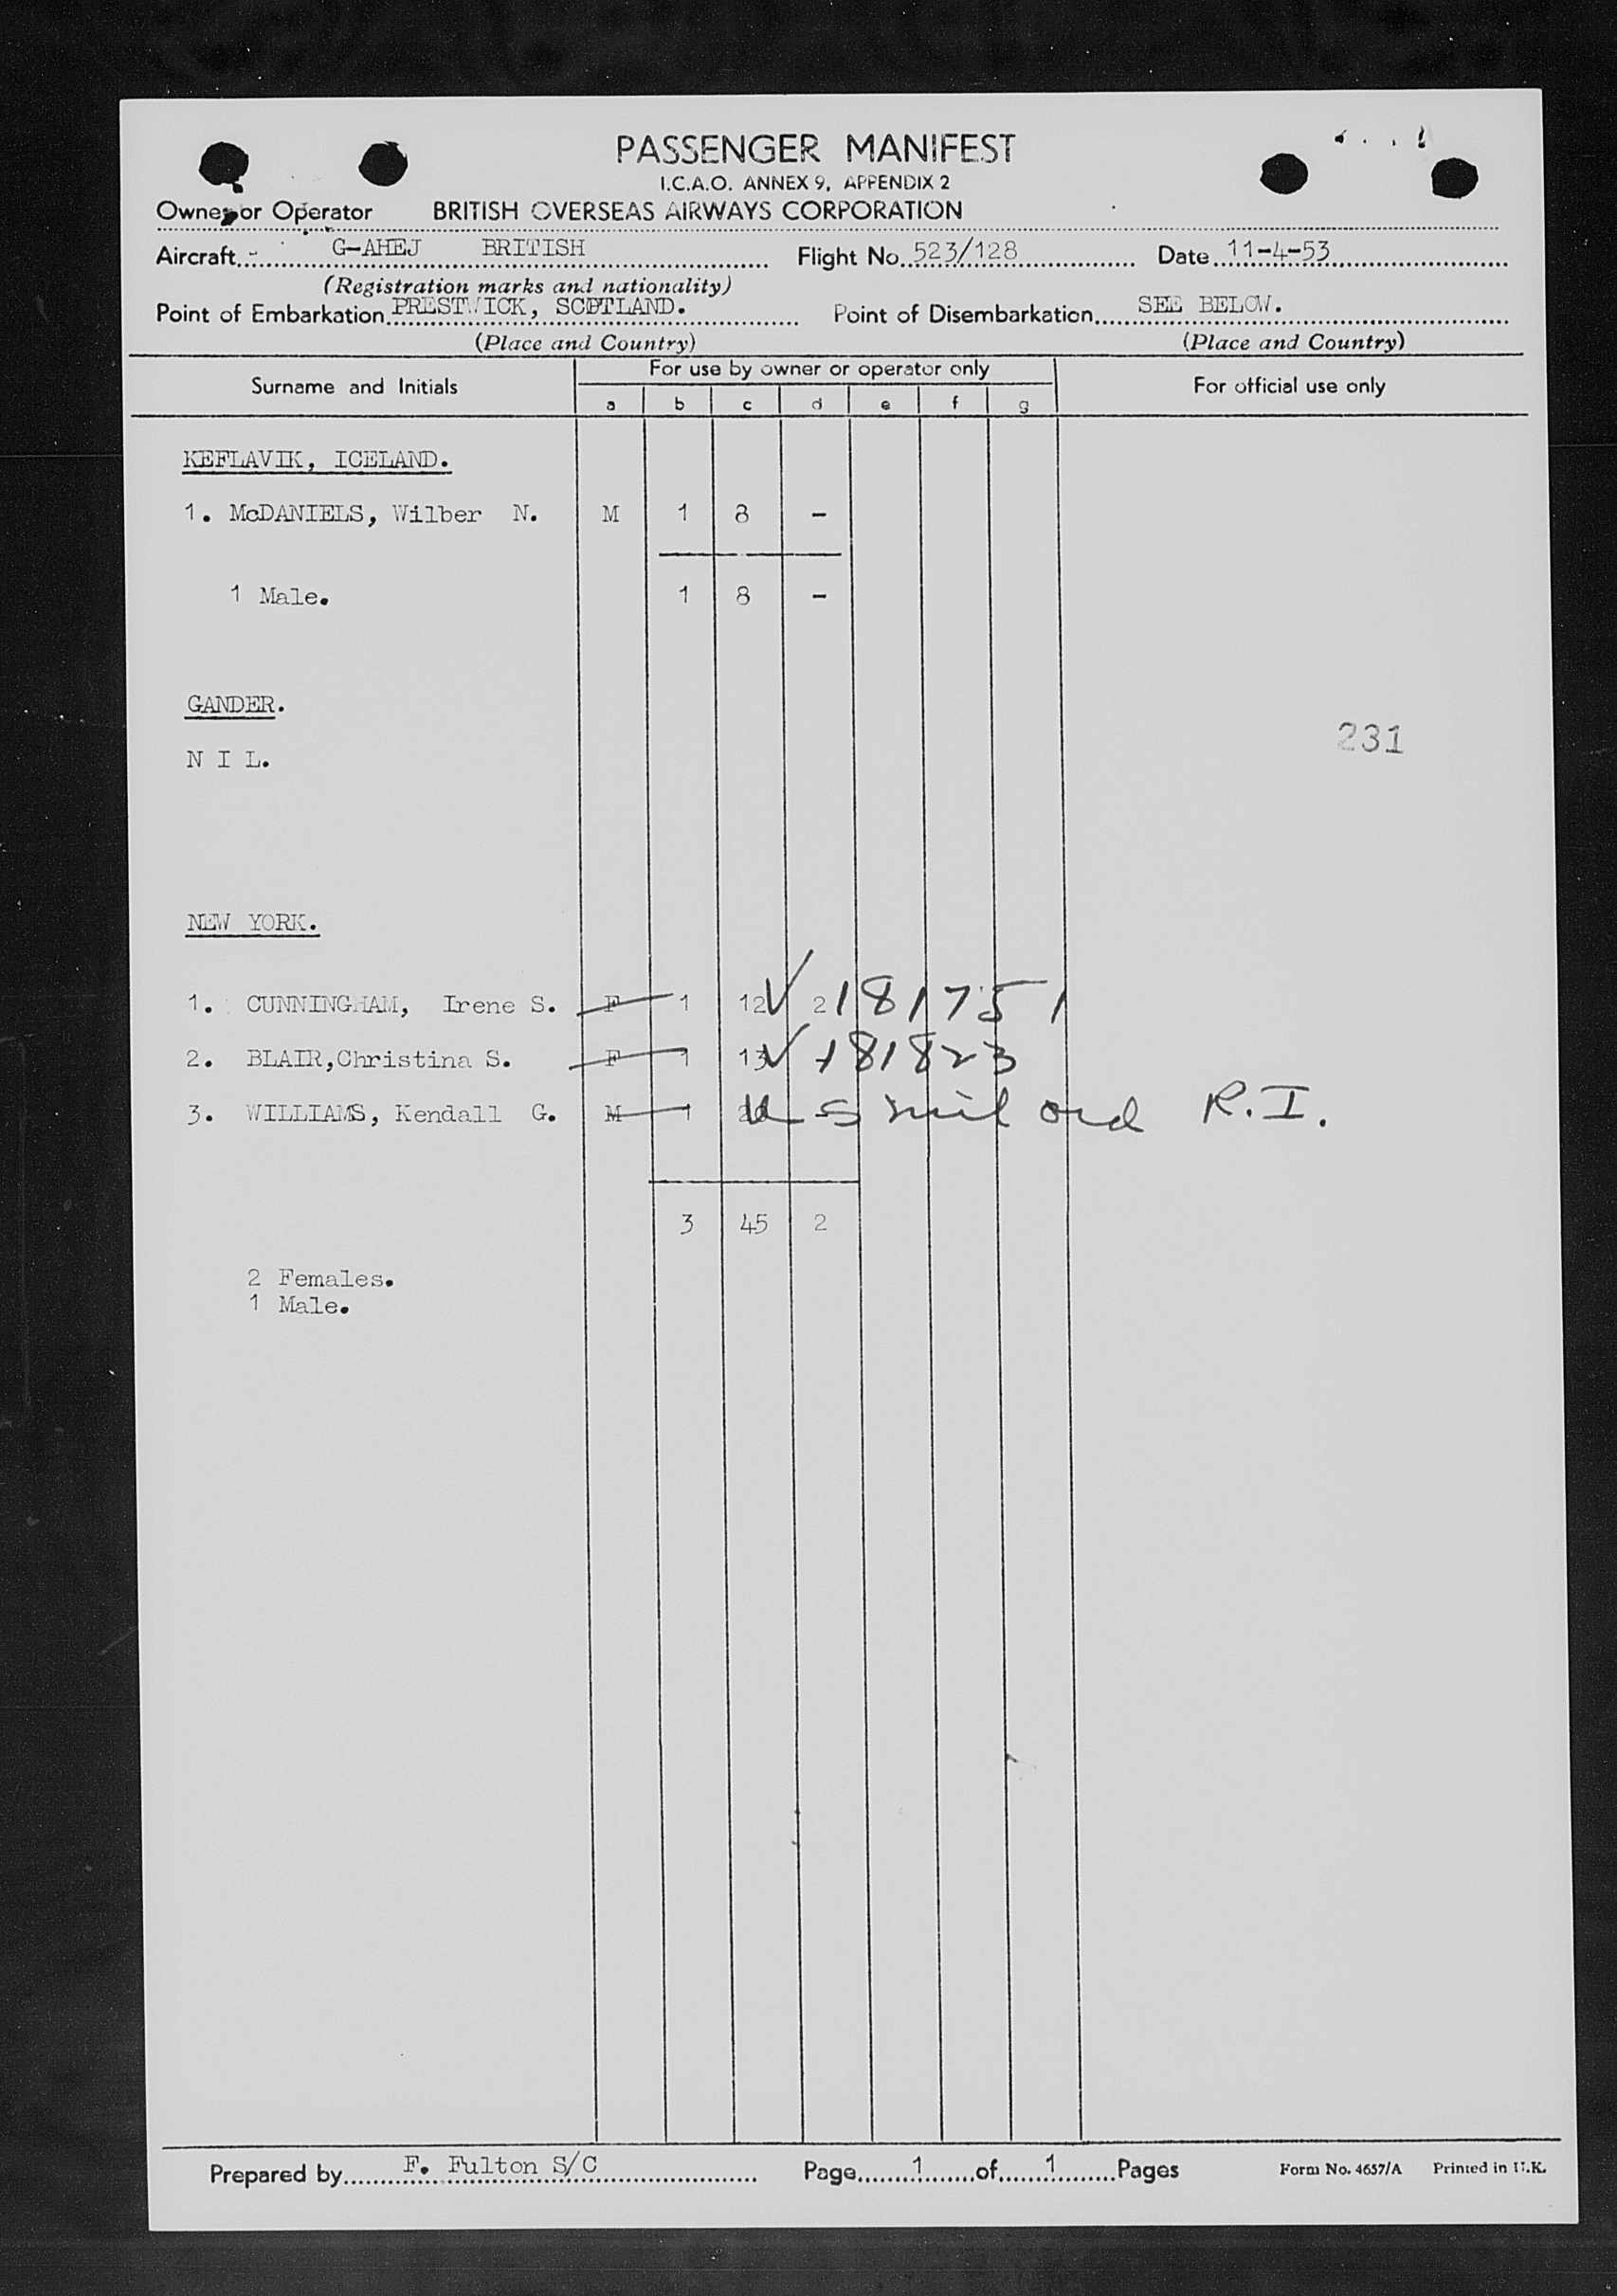 PASSENGER MANIFEST
I.C.A.O. ANNEX 9, APPENDIX 2
Owner or Operator BRITISH OVERSEAS AIRWAYS CORPORATION
Aircraft G-AHEJ BRITISH Flight No. 523/128 Date 11-4-53
(Registration marks and nationality)
Point of Embarkation PRESTWICK, SCOTLAND. Point of Disembarkation SEE BELOW.
(Place and Country) (Place and Country)
Surname and Initials For use by owner or operator only For official use only
a b c d e f g
KEFLAVIK, ICELAND.
1. McDANIELS, Wilber N. M 1 8 -
1 Male. 1 8 -
GANDER.
231
N I L.
NEW YORK.
1. CUNNINGHAM, Irene S. F 1 12 ✓ 2 181751
2. BLAIR,Christina S. F 1 13 ✓ 181823
3. WILLIAMS, Kendall G. M 1 U S mil ord R.I.
3 45 2
2 Females.
1 Male.
Prepared by F. Fulton S/C Page 1 of 1 Pages Form No. 4657/A Printed in U.K.